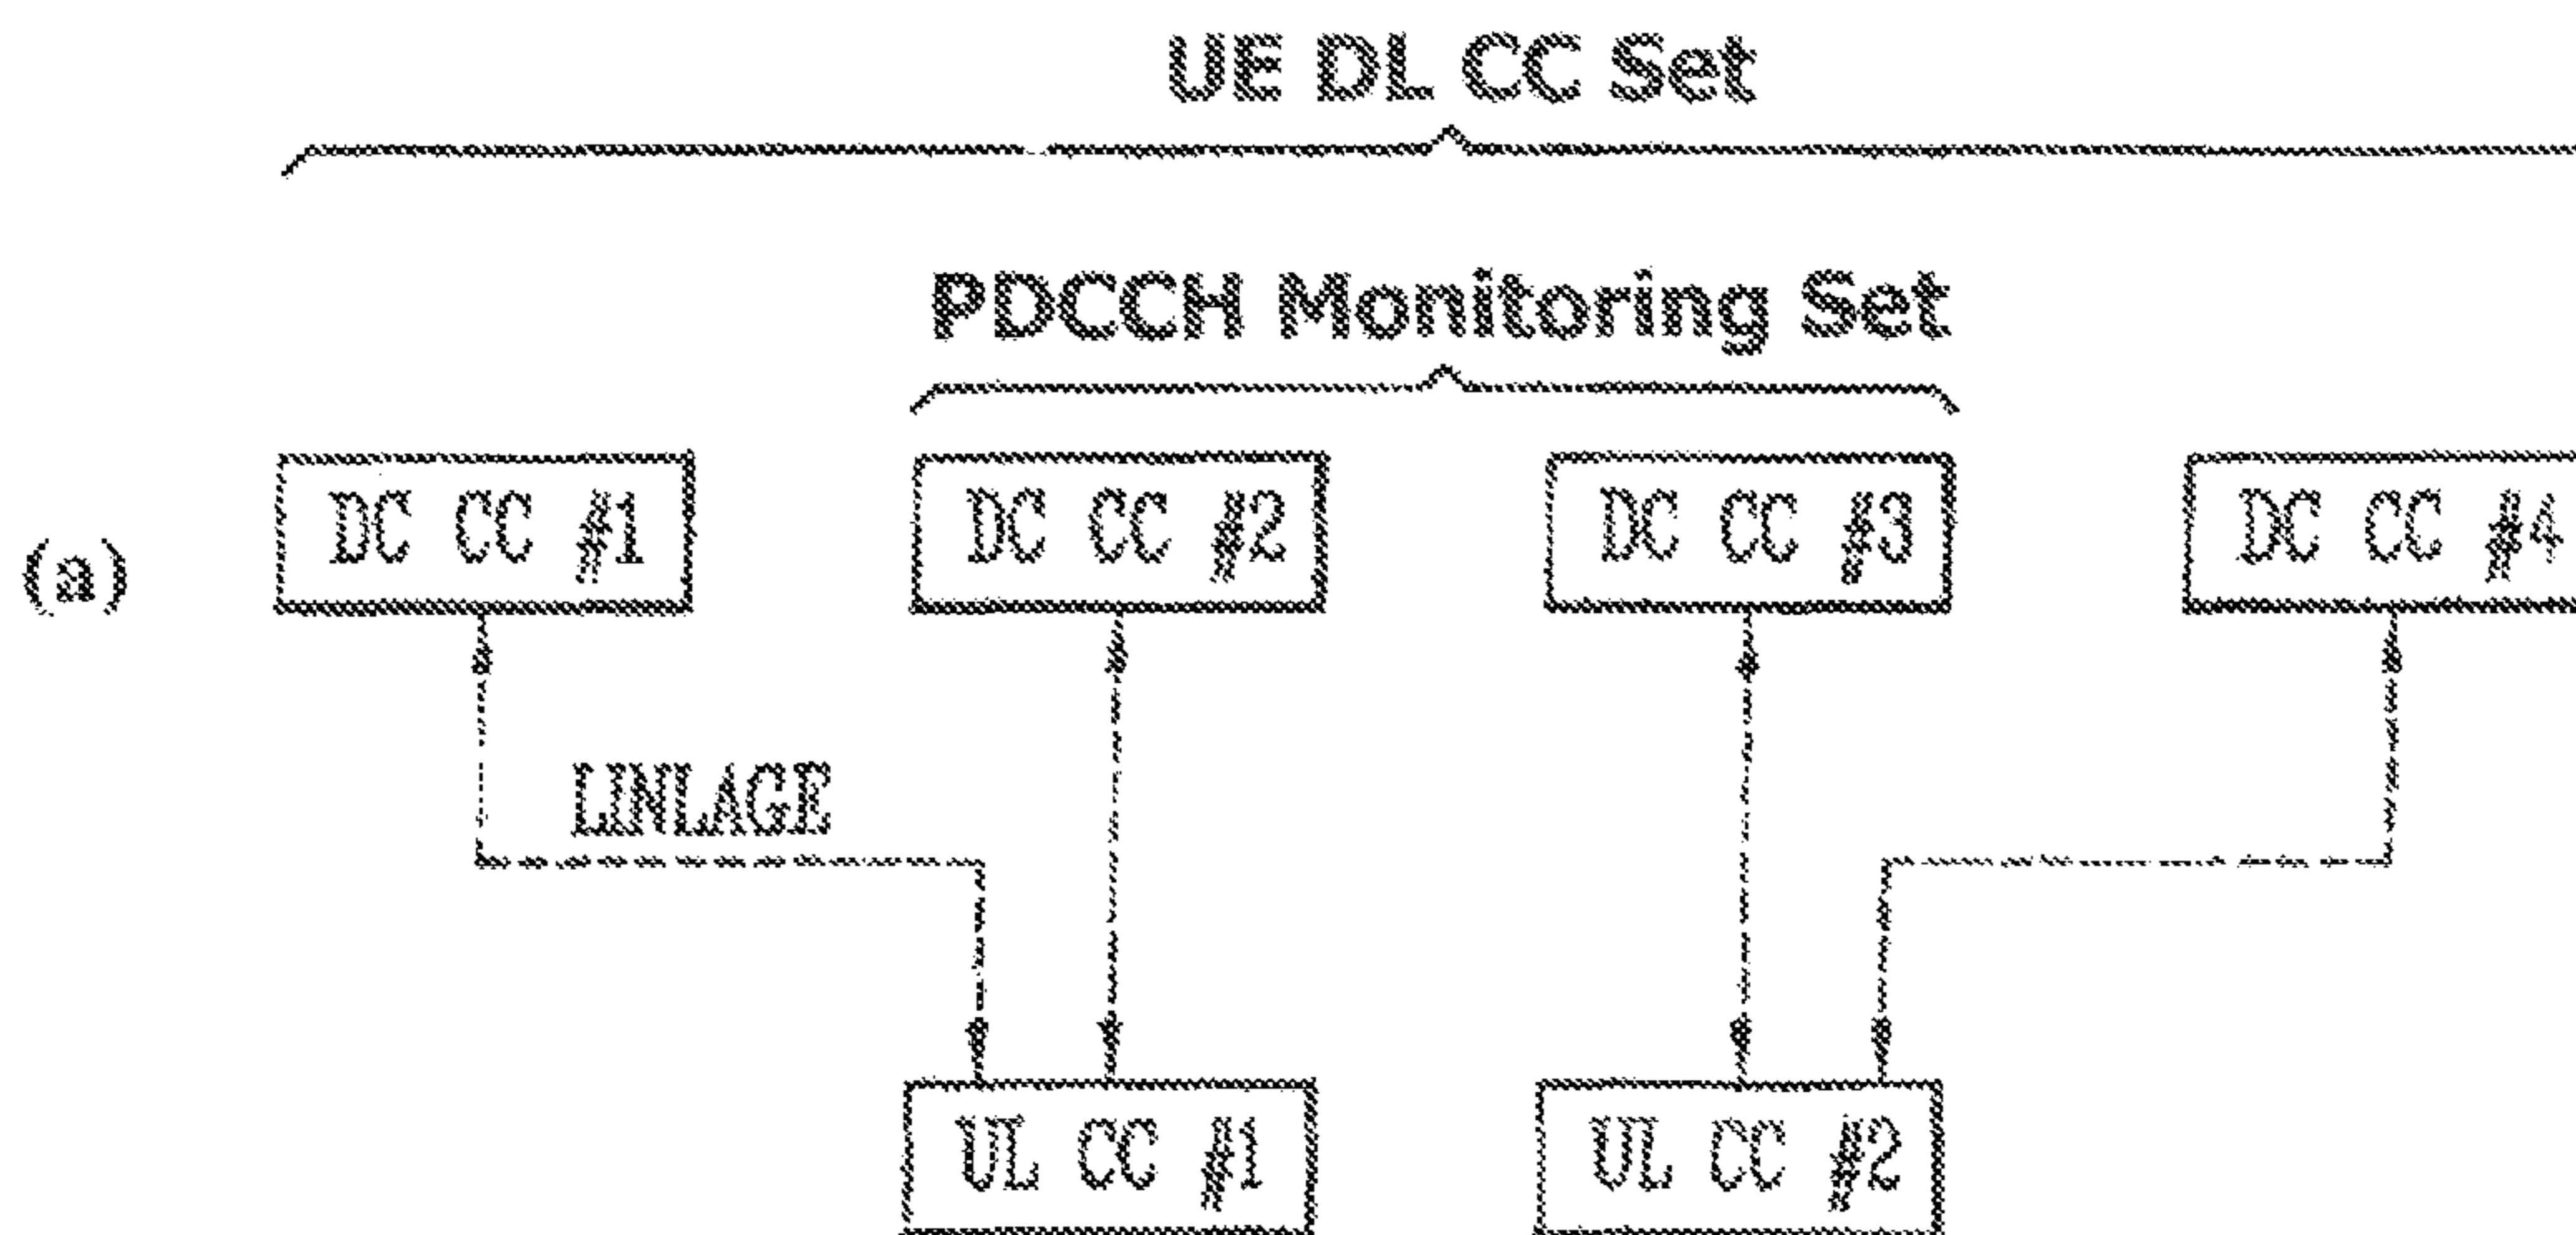 UE DL CC Set
PDCCH Monitoring Set
(a)
DC CC #1
DC CC #2
DC CC #3
DC CC #4
LINLAGE
UL CC #1
UL CC #2